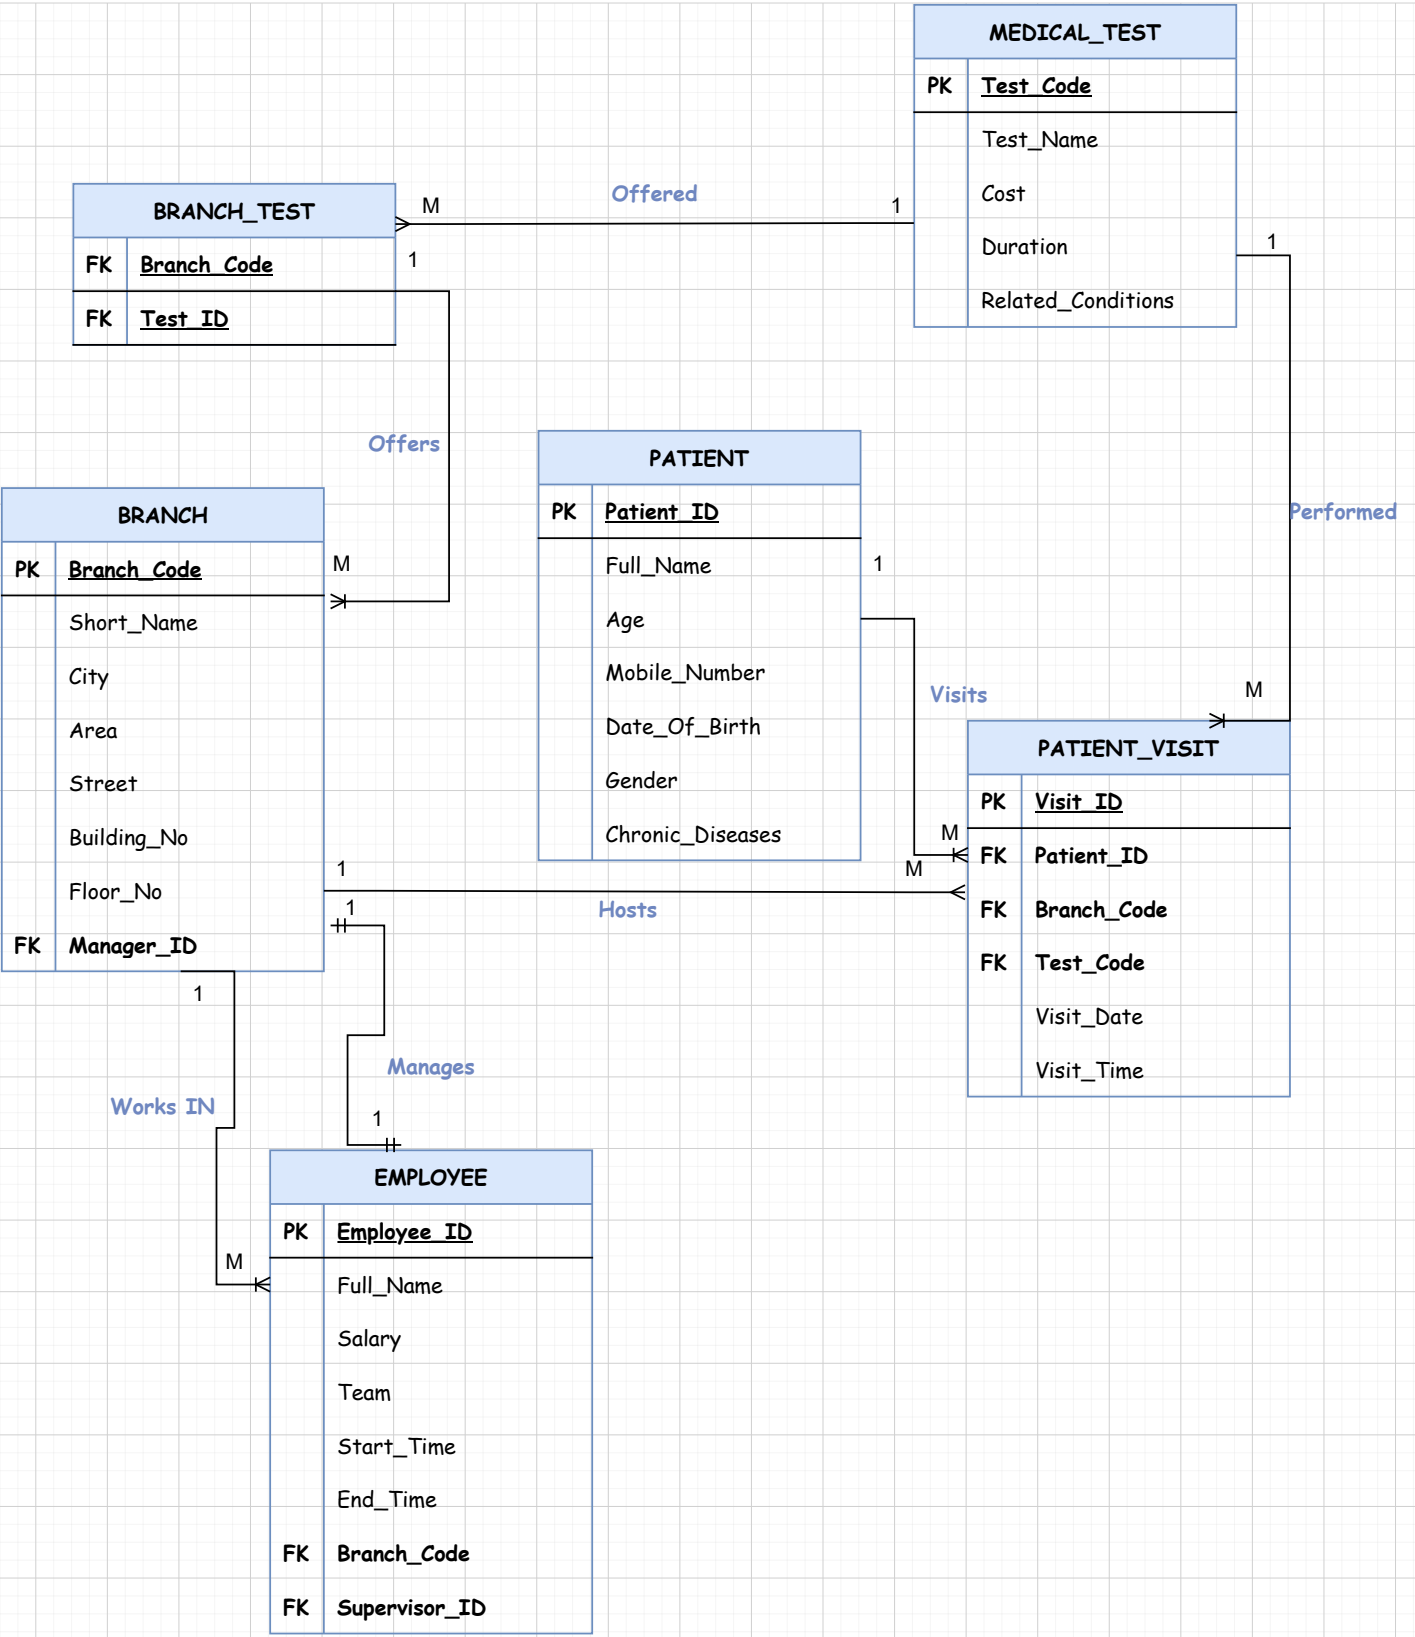 MEDICAL_TEST
PK Test_Code
Test_Name
Cost
Duration
Related_Conditions
BRANCH_TEST
FK Branch_Code
FK Test_ID
M
Offered
1
1
1
Offers
M
Performed
M
PATIENT
PK Patient_ID
Full_Name
Age
Mobile_Number
Date_Of_Birth
Gender
Chronic_Diseases
1
Visits
M
BRANCH
PK Branch_Code
Short_Name
City
Area
Street
Building_No
Floor_No
FK Manager_ID
1
Hosts
M
PATIENT_VISIT
PK Visit_ID
FK Patient_ID
FK Branch_Code
FK Test_Code
Visit_Date
Visit_Time
1
Manages
1
1
Works IN
M
EMPLOYEE
PK Employee_ID
Full_Name
Salary
Team
Start_Time
End_Time
FK Branch_Code
FK Supervisor_ID